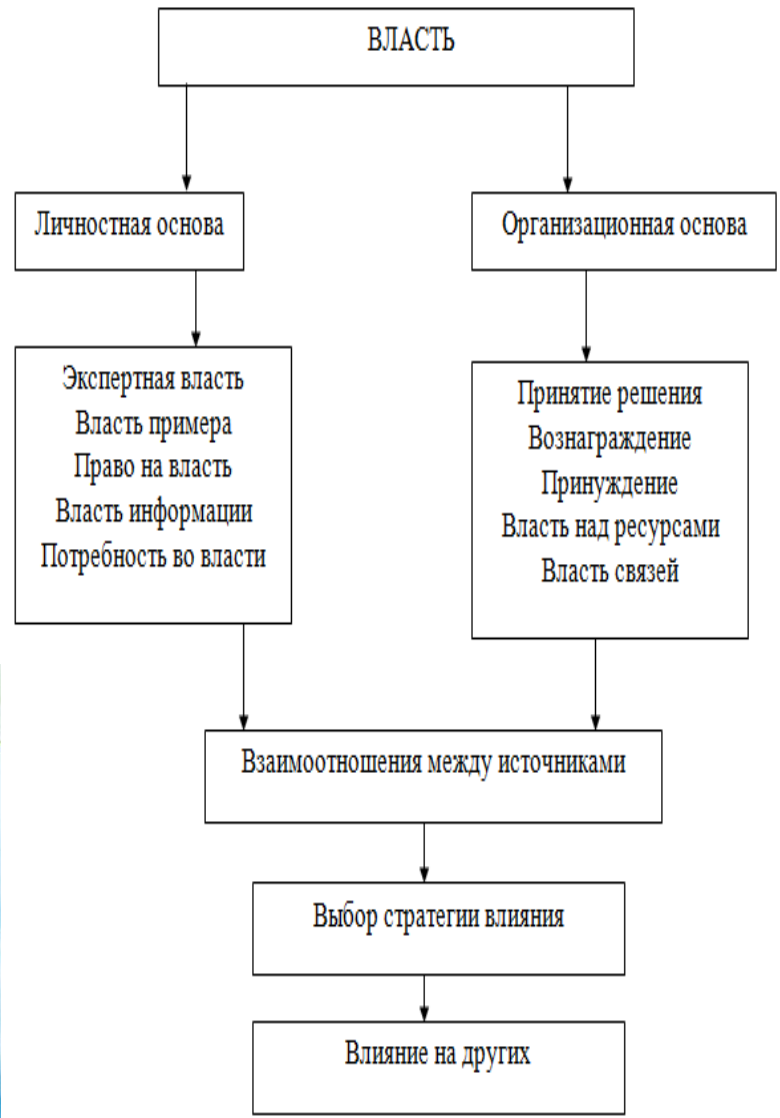 ВЛАСТЬ
Личностная основа
Организационная основа
Экспертная власть
Власть примера
Право на власть
Власть информации
Потребность во власти
Принятие решения
Вознаграждение
Принуждение
Власть над ресурсами
Власть связей
Взаимоотношения между источниками
Выбор стратегии влияния
Влияние на других